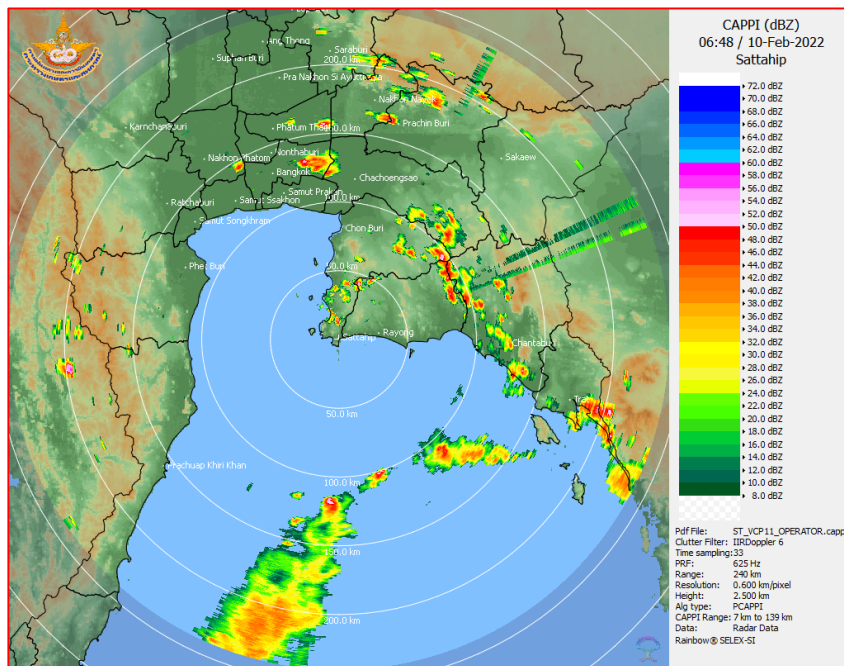 CAPPI (dBZ)
06:48 / 10-Feb-2022
Sattahip
72.0 dBZ
70.0 dBZ
68.0 dBZ
66.0 dBZ
64.0 dBZ
62.0 dBZ
60.0 dBZ
58.0 dBZ
56.0 dBZ
54.0 dBZ
52.0 dBZ
50.0 dBZ
48.0 dBZ
46.0 dBZ
44.0 dBZ
42.0 dBZ
40.0 dBZ
38.0 dBZ
36.0 dBZ
34.0 dBZ
32.0 dBZ
30.0 dBZ
28.0 dBZ
26.0 dBZ
24.0 dBZ
22.0 dBZ
20.0 dBZ
18.0 dBZ
16.0 dBZ
14.0 dBZ
12.0 dBZ
10.0 dBZ
8.0 dBZ
Pdf File: ST_VCP11_OPERATOR.capp
Clutter Filter: IIRDoppler 6
Time sampling:33
PRF: 625 Hz
Range: 240 km
Resolution: 0.600 km/pixel
Height: 2.500 km
Alg type: PCAPPI
CAPPI Range: 7 km to 139 km
Data: Radar Data
Rainbow® SELEX-SI
Ang Thong
Saraburi
Suphan Buri
200.0 km
Pra Nakhon Si Ayutthaya
Nakhon Nayok
Karnchanaburi
Phatum Thani
Prachin Buri
Nonthaburi
Nakhon Phatom
Sakaew
Bangkok
Chachoengsao
Samut Prakan
Ratchaburi
Samut Ssakhon
100.0 km
Samut Songkhram
Chon Buri
Phet Buri
50.0 km
Rayong
Sattahip
Chantaburi
50.0 km
Prachuap Khiri Khan
100.0 km
150.0 km
200.0 km